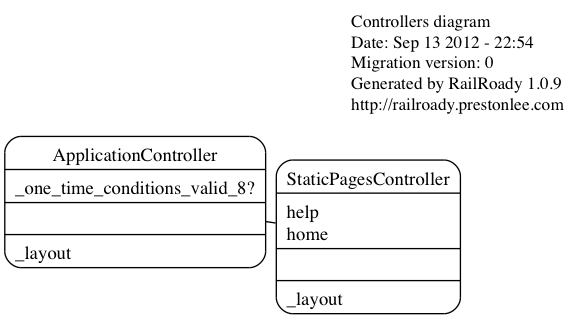 Controllers diagram
Date: Sep 13 2012 - 22:54
Migration version: 0
Generated by RailRoady 1.0.9
http://railroady.prestonlee.com
ApplicationController
_one_time_conditions_valid_8?
_layout
StaticPagesController
help
home
_layout